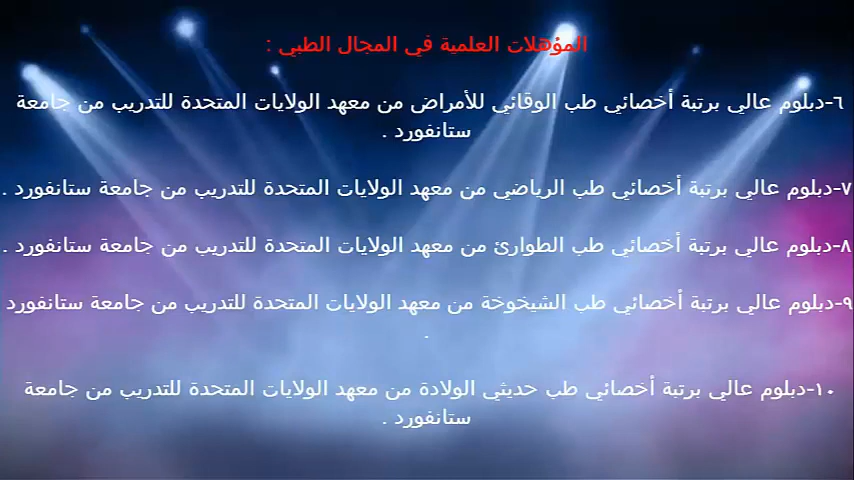 المؤهلات العلمية في المجال الطبي :
٦-دبلوم عالي برتبة أخصائي طب الوقائي للأمراض من معهد الولايات المتحدة للتدريب من جامعة
ستانفورد .
٧-دبلوم عالي برتبة أخصائي طب الرياضي من معهد الولايات المتحدة للتدريب من جامعة ستانفورد .
٨-دبلوم عالي برتبة أخصائي طب الطوارئ من معهد الولايات المتحدة للتدريب من جامعة ستانفورد .
٩-دبلوم عالي برتبة أخصائي طب الشيخوخة من معهد الولايات المتحدة للتدريب من جامعة ستانفورد
.
١٠-دبلوم عالي برتبة أخصائي طب حديثي الولادة من معهد الولايات المتحدة للتدريب من جامعة
ستانفورد .